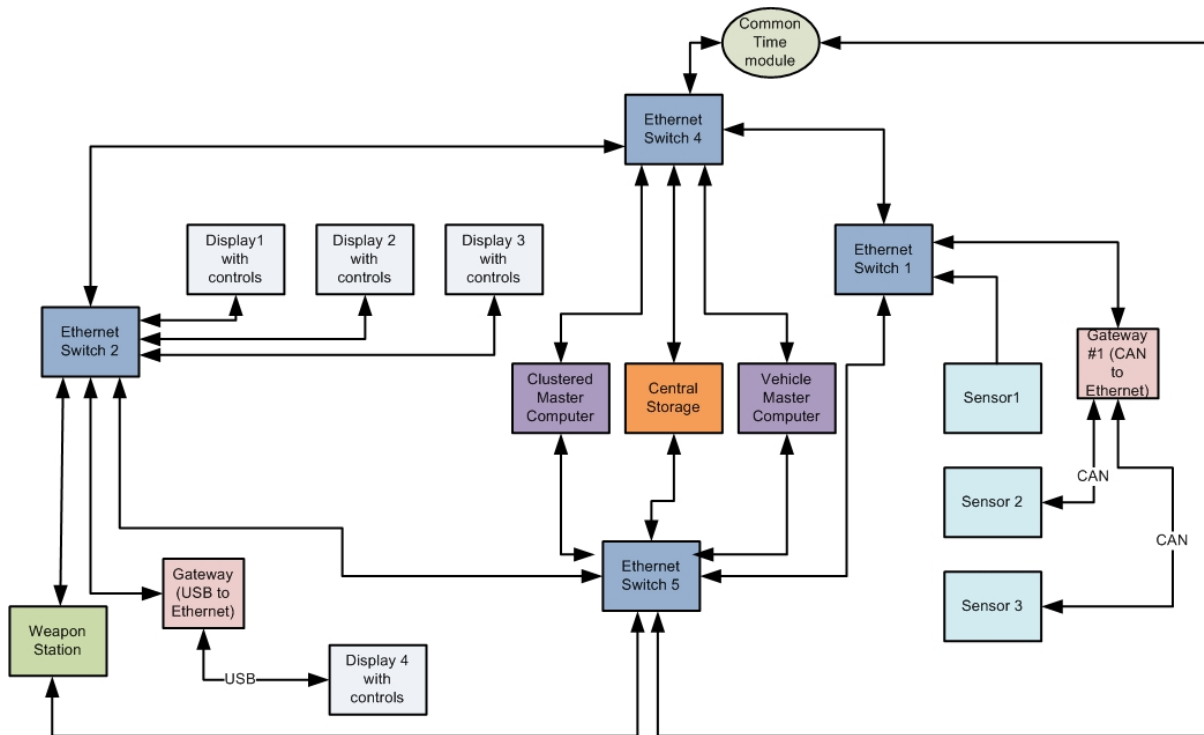 Common
Time
module
Ethernet
Switch 4
Display1
with
controls
Display 2
with
controls
Display 3
with
controls
Ethernet
Switch 1
Ethernet
Switch 2
Gateway
#1 (CAN
to
Ethernet)
Clustered
Master
Computer
Central
Storage
Vehicle
Master
Computer
Sensor1
CAN
Sensor 2
CAN
Ethernet
Switch 5
Gateway
(USB to
Ethernet)
Sensor 3
Weapon
Station
USB
Display 4
with
controls